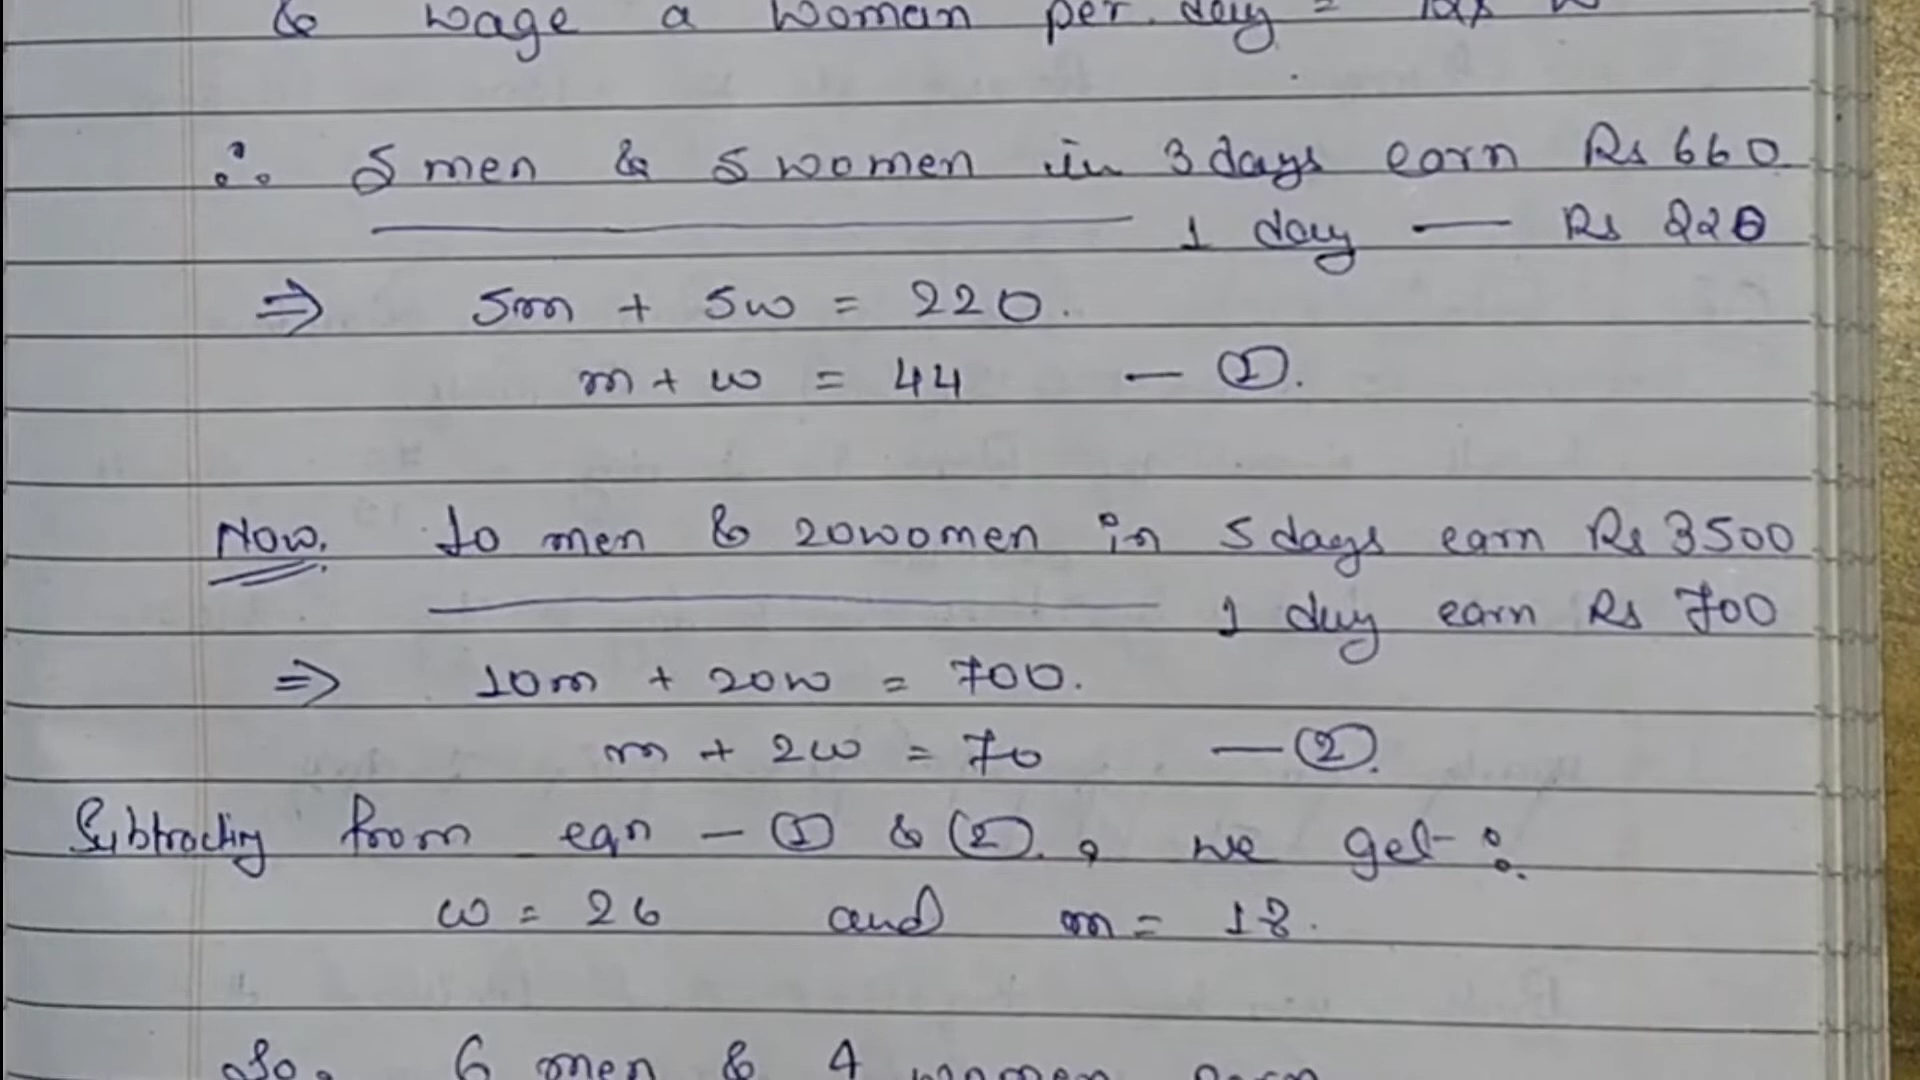 & wage a woman per day =
∴ 5 men & 5 women in 3 days earn Rs 660
1 day — Rs 220
⇒ 5m + 5w = 220.
m + w = 44 — ①.
Now. 10 men & 20 women in 5 days earn Rs 3500
1 day earn Rs 700
⇒ 10m + 20w = 700.
m + 2w = 70 — ②.
Subtracting from eqn - ① & ②. , we get :
w = 26 and m = 18.
So, 6 men & 4 women earn